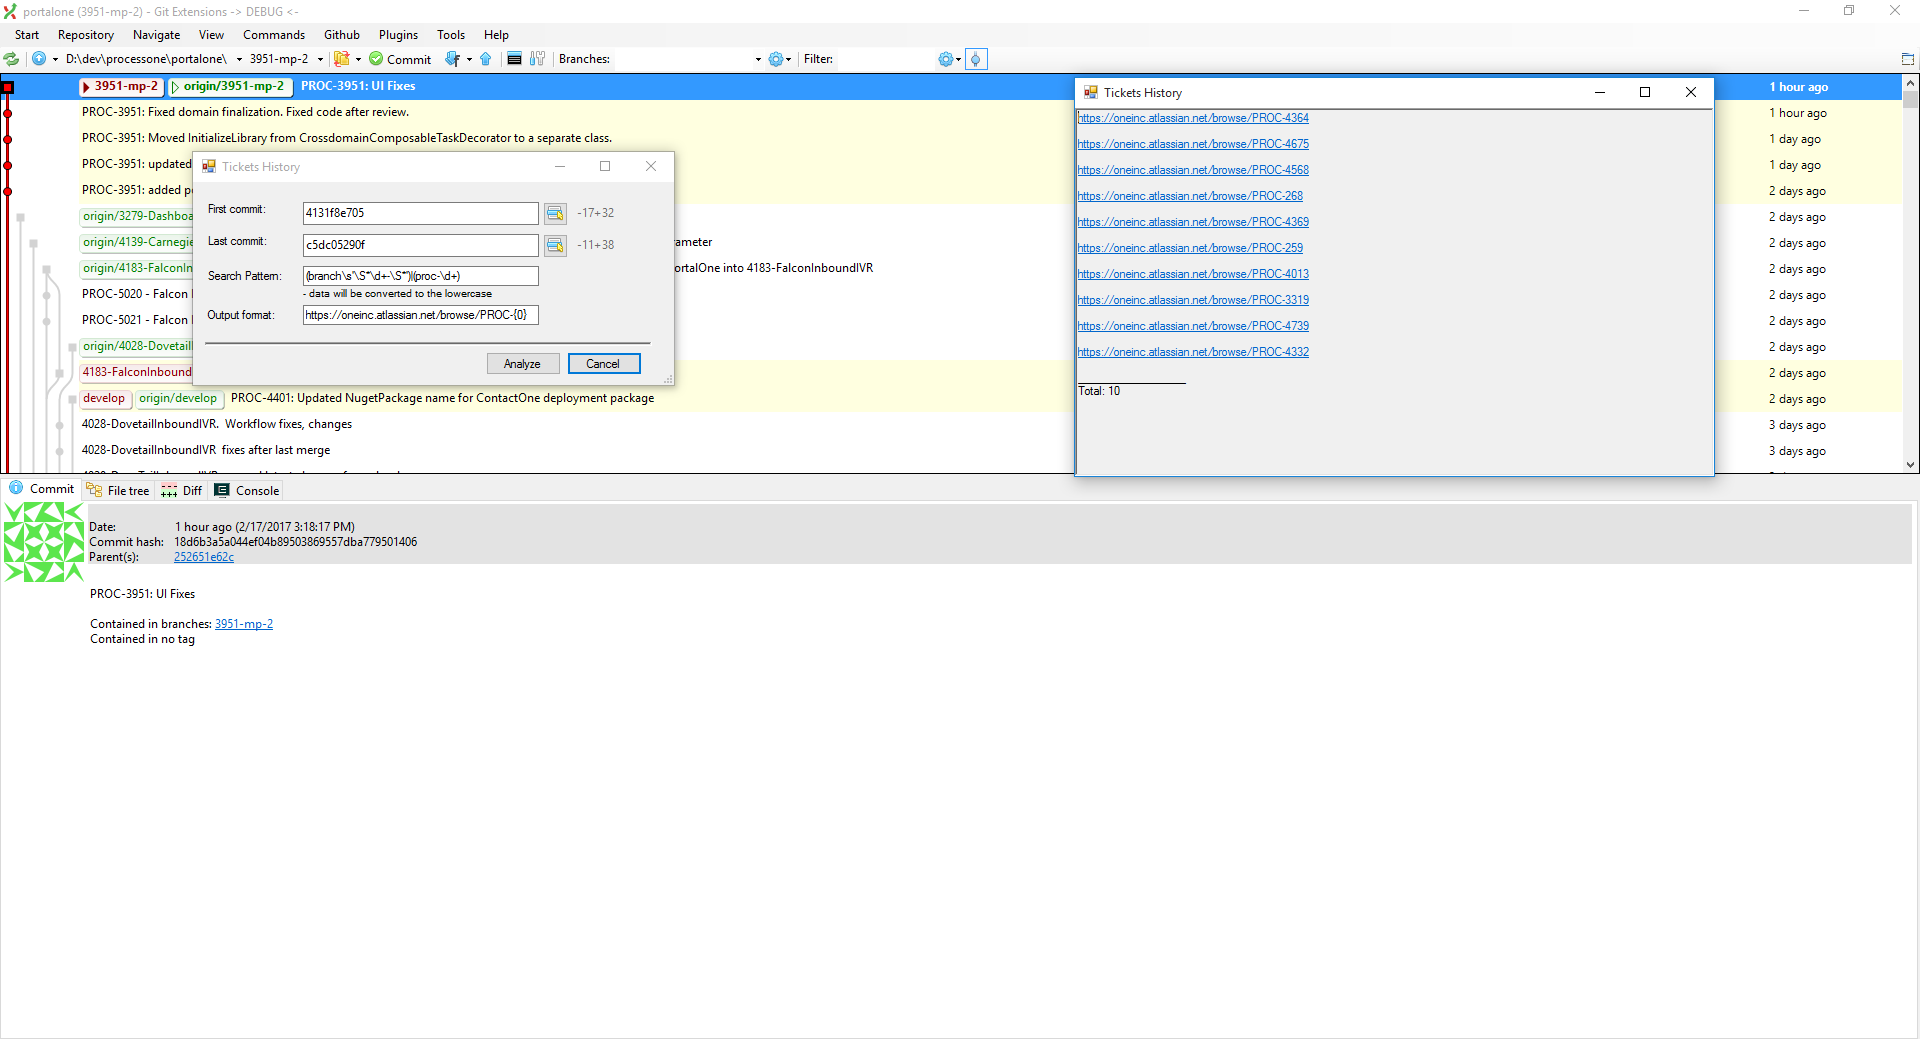 portalone (3951-mp-2) - Git Extensions -> DEBUG <-
Start Repository Navigate View Commands Github Plugins Tools Help
D:\dev\processone\portalone\ 3951-mp-2 Commit Branches: Filter:
3951-mp-2 origin/3951-mp-2 PROC-3951: UI Fixes 1 hour ago
PROC-3951: Fixed domain finalization. Fixed code after review. 1 hour ago
PROC-3951: Moved InitializeLibrary from CrossdomainComposableTaskDecorator to a separate class. 1 day ago
PROC-3951: updated 1 day ago
PROC-3951: added p 2 days ago
origin/3279-Dashboa 2 days ago
origin/4139-Carnegie ameter 2 days ago
origin/4183-FalconIn ortalOne into 4183-FalconInboundIVR 2 days ago
PROC-5020 - Falcon 2 days ago
PROC-5021 - Falcon 2 days ago
origin/4028-Dovetail 2 days ago
4183-FalconInbound 2 days ago
develop origin/develop PROC-4401: Updated NugetPackage name for ContactOne deployment package 2 days ago
4028-DovetailInboundIVR. Workflow fixes, changes 3 days ago
4028-DovetailInboundIVR fixes after last merge 3 days ago
Tickets History
First commit: 4131f8e705 -17+32
Last commit: c5dc05290f -11+38
Search Pattern: (branch\s'\S*\d+-\S*')|(proc-\d+)
- data will be converted to the lowercase
Output format: https://oneinc.atlassian.net/browse/PROC-{0}
Analyze Cancel
Tickets History
https://oneinc.atlassian.net/browse/PROC-4364
https://oneinc.atlassian.net/browse/PROC-4675
https://oneinc.atlassian.net/browse/PROC-4568
https://oneinc.atlassian.net/browse/PROC-268
https://oneinc.atlassian.net/browse/PROC-4369
https://oneinc.atlassian.net/browse/PROC-259
https://oneinc.atlassian.net/browse/PROC-4013
https://oneinc.atlassian.net/browse/PROC-3319
https://oneinc.atlassian.net/browse/PROC-4739
https://oneinc.atlassian.net/browse/PROC-4332
Total: 10
Commit File tree Diff Console
Date: 1 hour ago (2/17/2017 3:18:17 PM)
Commit hash: 18d6b3a5a044ef04b89503869557dba779501406
Parent(s): 252651e62c
PROC-3951: UI Fixes
Contained in branches: 3951-mp-2
Contained in no tag